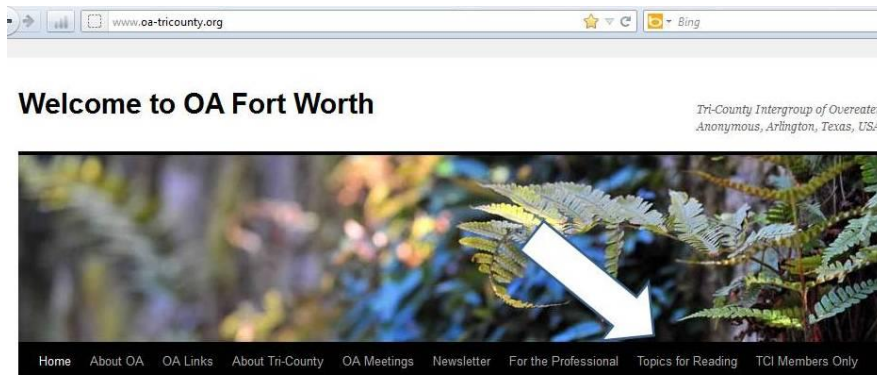 www.oa-tricounty.org Bing
Welcome to OA Fort Worth
Tri-County Intergroup of
Anonymous, Arlington, Texas, USA
Home About OA OA Links About Tri-County OA Meetings Newsletter For the Professional Topics for Reading TCI Members Only